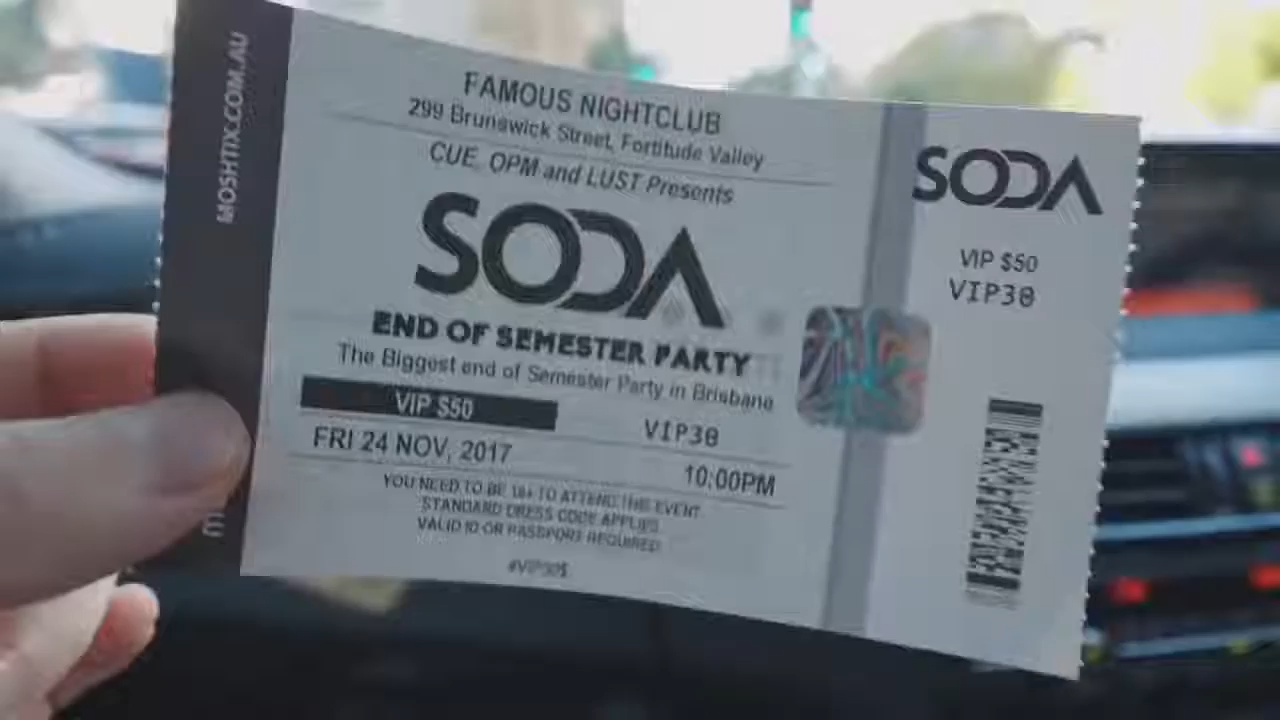 MOSHTIX.COM.AU
FAMOUS NIGHTCLUB
299 Brunswick Street, Fortitude Valley
CUE, OPM and LUST Presents
SODA
END OF SEMESTER PARTY
The Biggest end of Semester Party in Brisbane
VIP $50
VIP30
FRI 24 NOV, 2017
10:00PM
YOU NEED TO BE 18+ TO ATTEND THE EVENT
STANDARD DRESS CODE APPLIES
VALID ID OR PASSPORT REQUIRED
SODA
VIP $50
VIP30